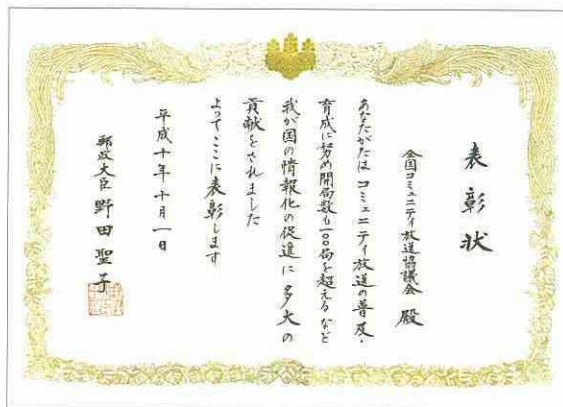 表彰状
全国コミュニティ放送協議会 殿
あなたがたは コミュニティ放送の普及・
育成に努め開局数も一〇〇局を超える など
我が国の情報化の促進に 多大の
貢献をされました
よってここに表彰します
平成十年十月一日
郵政大臣 野田聖子